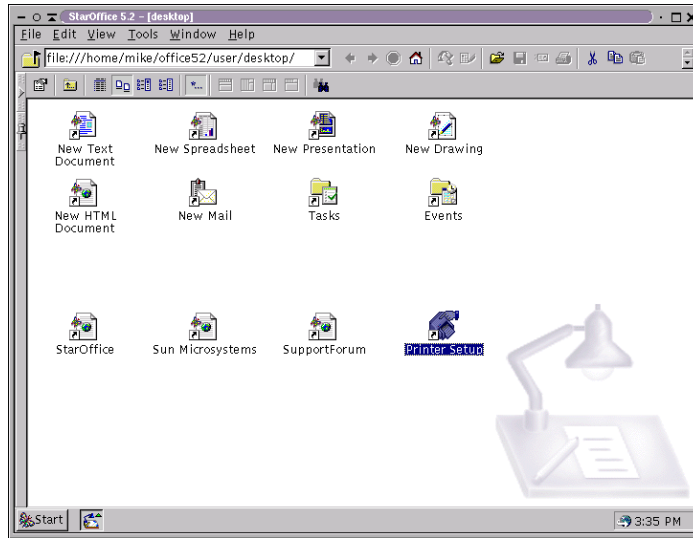 StarOffice 5.2 - [desktop]
File Edit View Tools Window Help
file:///home/mike/office52/user/desktop/
New Text Document
New Spreadsheet
New Presentation
New Drawing
New HTML Document
New Mail
Tasks
Events
StarOffice
Sun Microsystems
SupportForum
Printer Setup
Start
3:35 PM